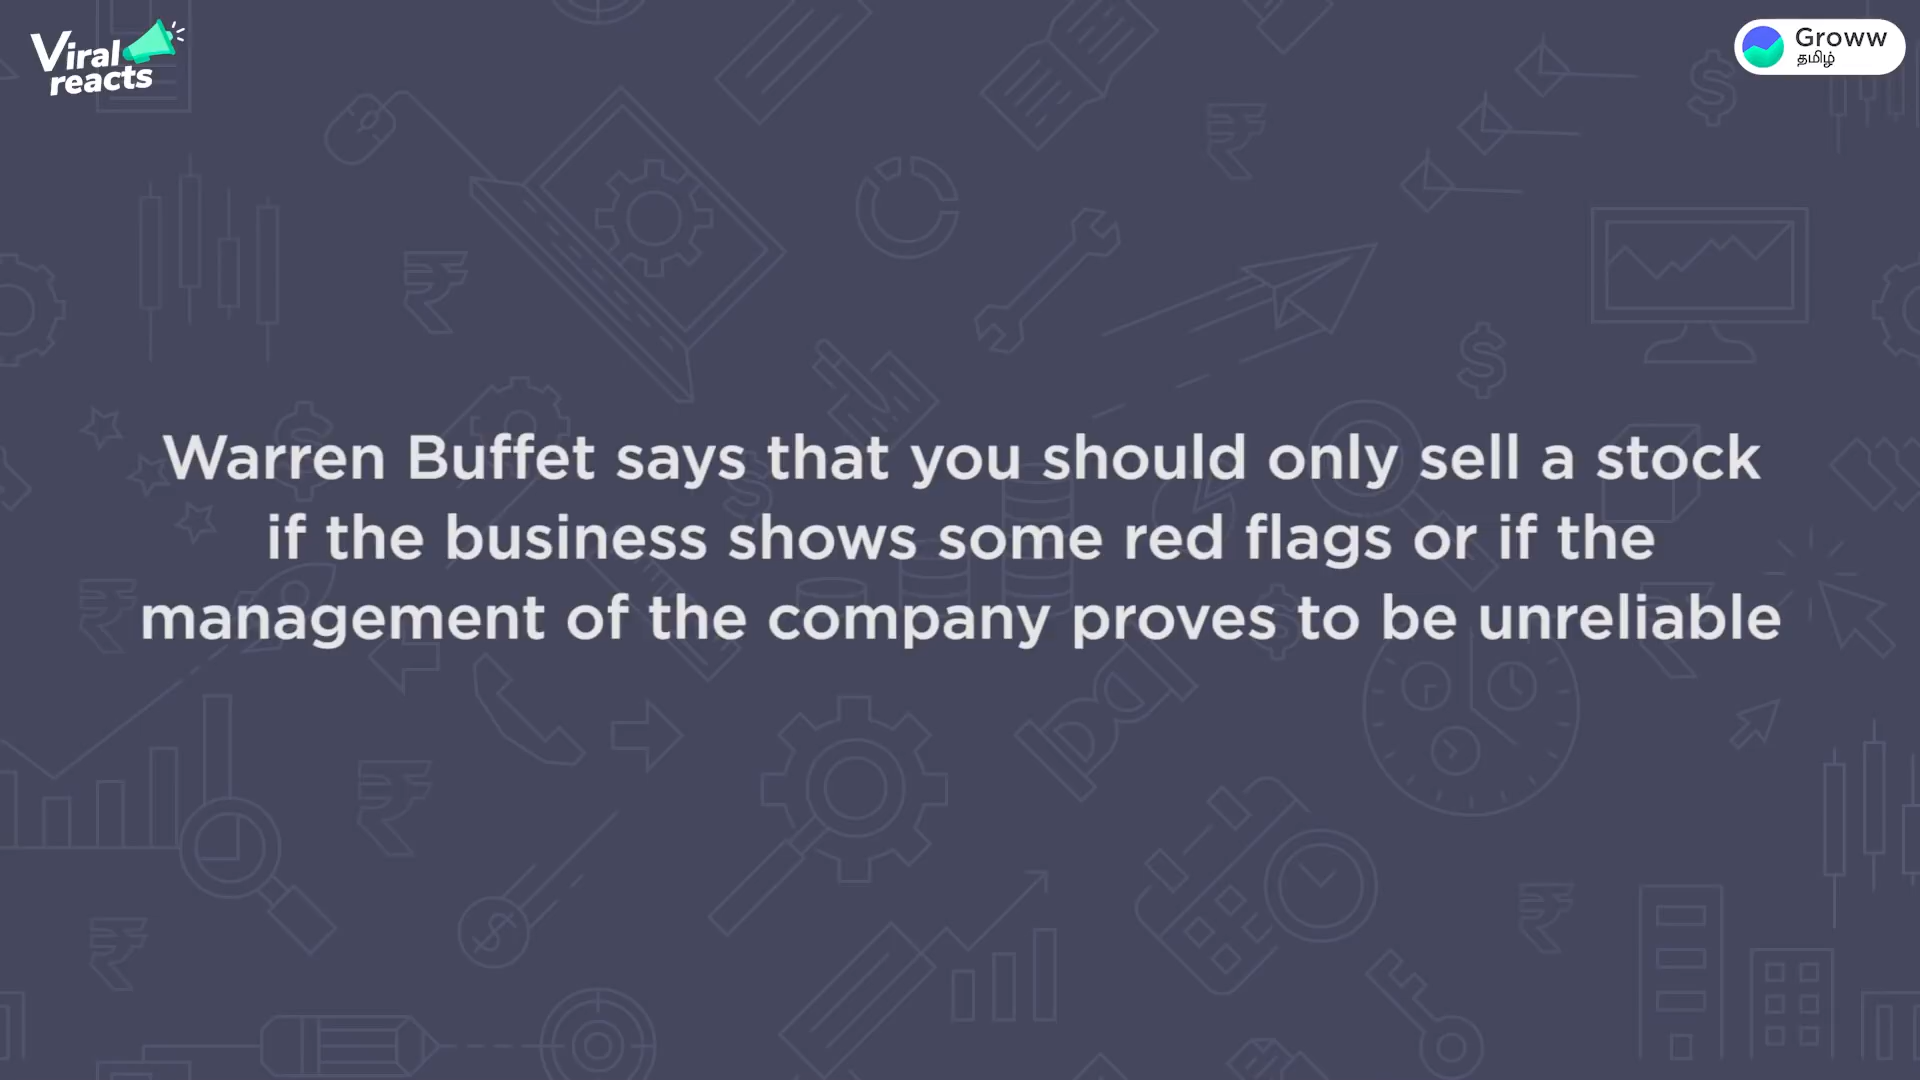 Viral
reacts
Groww
தமிழ்
Warren Buffet says that you should only sell a stock
if the business shows some red flags or if the
management of the company proves to be unreliable